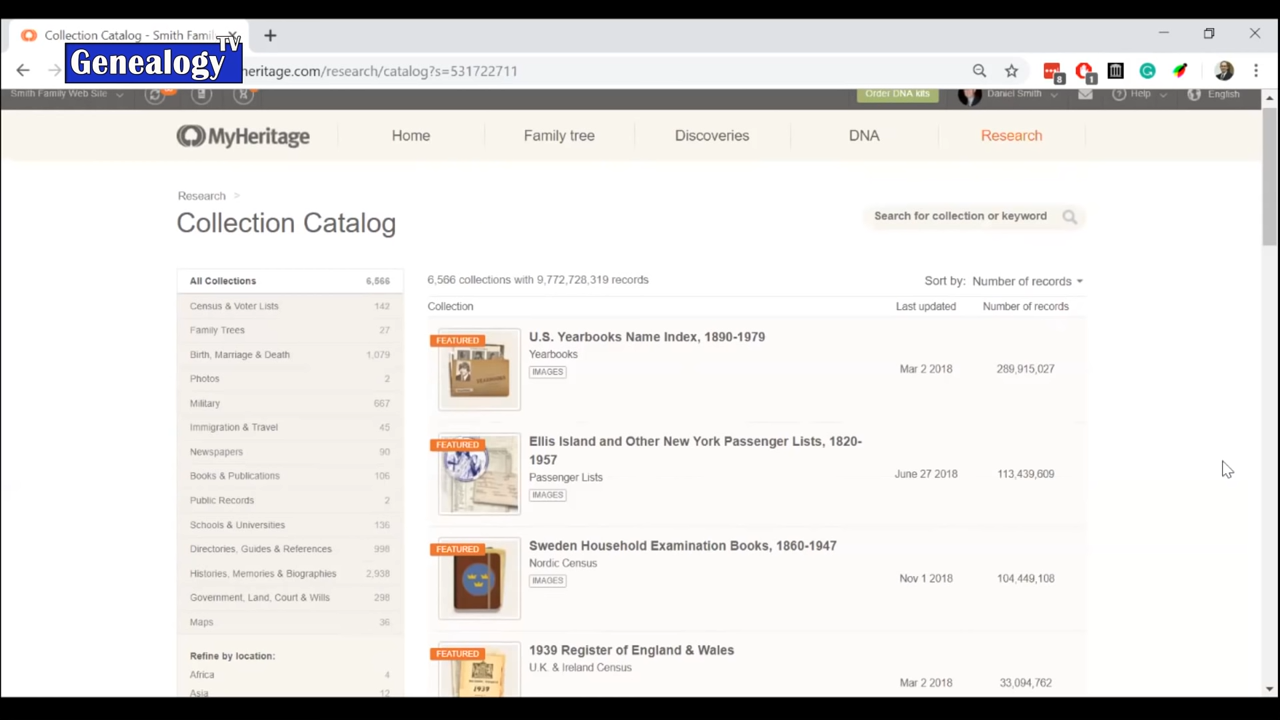 Collection Catalog - Smith Famil
Genealogy TV
heritage.com/research/catalog?s=531722711
8
1
Smith Family Web Site
Order DNA kits
Daniel Smith
Help
English
MyHeritage
Home
Family tree
Discoveries
DNA
Research
Research >
Collection Catalog
Search for collection or keyword
All Collections 6,566
Census & Voter Lists 142
Family Trees 27
Birth, Marriage & Death 1,079
Photos 2
Military 667
Immigration & Travel 45
Newspapers 90
Books & Publications 106
Public Records 2
Schools & Universities 136
Directories, Guides & References 998
Histories, Memories & Biographies 2,938
Government, Land, Court & Wills 298
Maps 36
Refine by location:
Africa 4
Asia 12
6,566 collections with 9,772,728,319 records
Sort by: Number of records
Collection Last updated Number of records
FEATURED
U.S. Yearbooks Name Index, 1890-1979
Yearbooks
IMAGES
Mar 2 2018 289,915,027
FEATURED
Ellis Island and Other New York Passenger Lists, 1820-
1957
Passenger Lists
IMAGES
June 27 2018 113,439,609
FEATURED
Sweden Household Examination Books, 1860-1947
Nordic Census
IMAGES
Nov 1 2018 104,449,108
FEATURED
1939 Register of England & Wales
U.K & Ireland Census
1939
Mar 2 2018 33,094,762